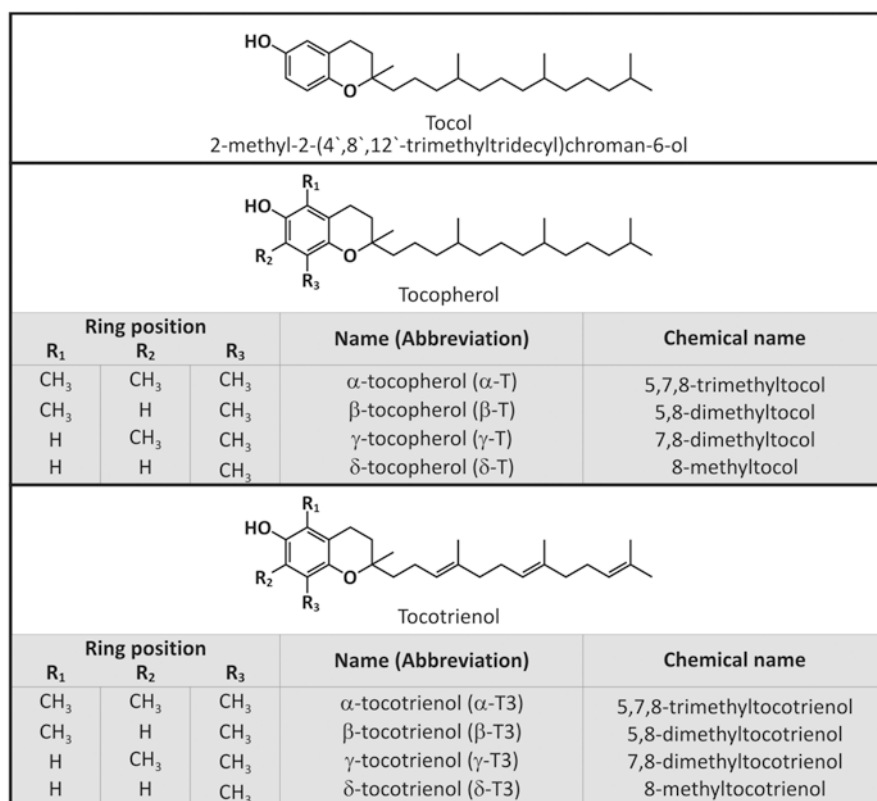 HO
O
Tocol
2-methyl-2-(4`,8`,12`-trimethyltridecyl)chroman-6-ol
R₁
HO
R₂
O
R₃
Tocopherol
Ring position
R₁ R₂ R₃ Name (Abbreviation) Chemical name
CH₃ CH₃ CH₃ α-tocopherol (α-T) 5,7,8-trimethyltocol
CH₃ H CH₃ β-tocopherol (β-T) 5,8-dimethyltocol
H CH₃ CH₃ γ-tocopherol (γ-T) 7,8-dimethyltocol
H H CH₃ δ-tocopherol (δ-T) 8-methyltocol
R₁
HO
R₂
O
R₃
Tocotrienol
Ring position
R₁ R₂ R₃ Name (Abbreviation) Chemical name
CH₃ CH₃ CH₃ α-tocotrienol (α-T3) 5,7,8-trimethyltocotrienol
CH₃ H CH₃ β-tocotrienol (β-T3) 5,8-dimethyltocotrienol
H CH₃ CH₃ γ-tocotrienol (γ-T3) 7,8-dimethyltocotrienol
H H CH₃ δ-tocotrienol (δ-T3) 8-methyltocotrienol